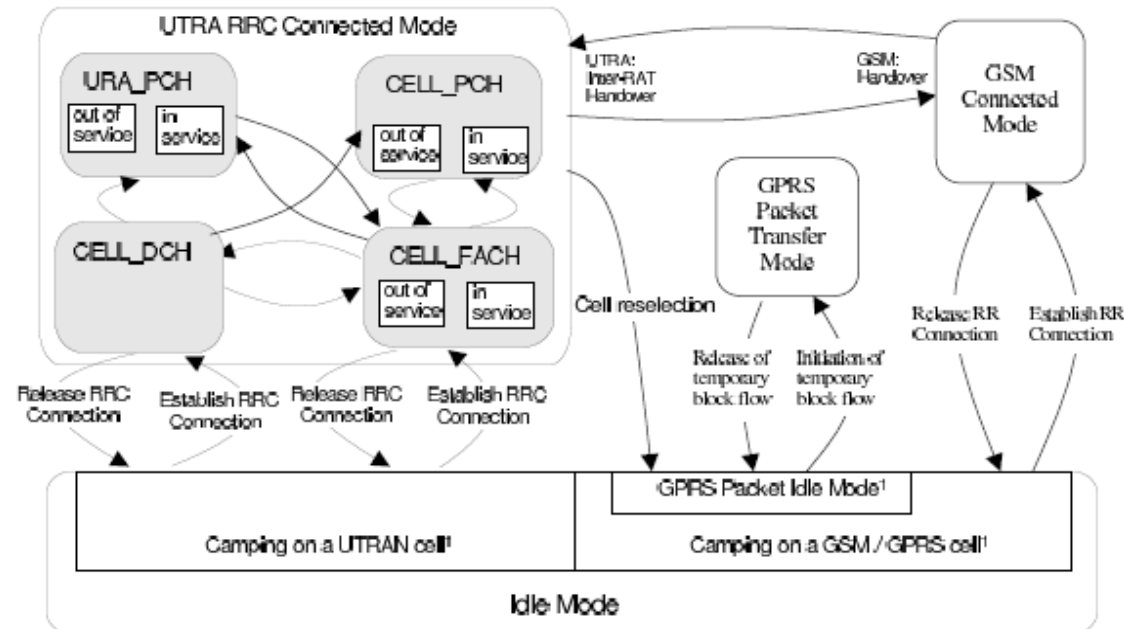 UTRA RRC Connected Mode
URA_PCH
out of
service
in
service
CELL_PCH
out of
service
in
service
CELL_DCH
CELL_FACH
out of
service
in
service
UTRA:
Inter-RAT
Handover
GSM:
Handover
GSM
Connected
Mode
GPRS
Packet
Transfer
Mode
Cell reselection
Release RR
Connection
Establish RR
Connection
Release of
temporary
block flow
Initiation of
temporary
block flow
Release RRC
Connection
Establish RRC
Connection
Release RRC
Connection
Establish RRC
Connection
GPRS Packet Idle Mode¹
Camping on a UTRAN cell¹
Camping on a GSM / GPRS cell¹
Idle Mode